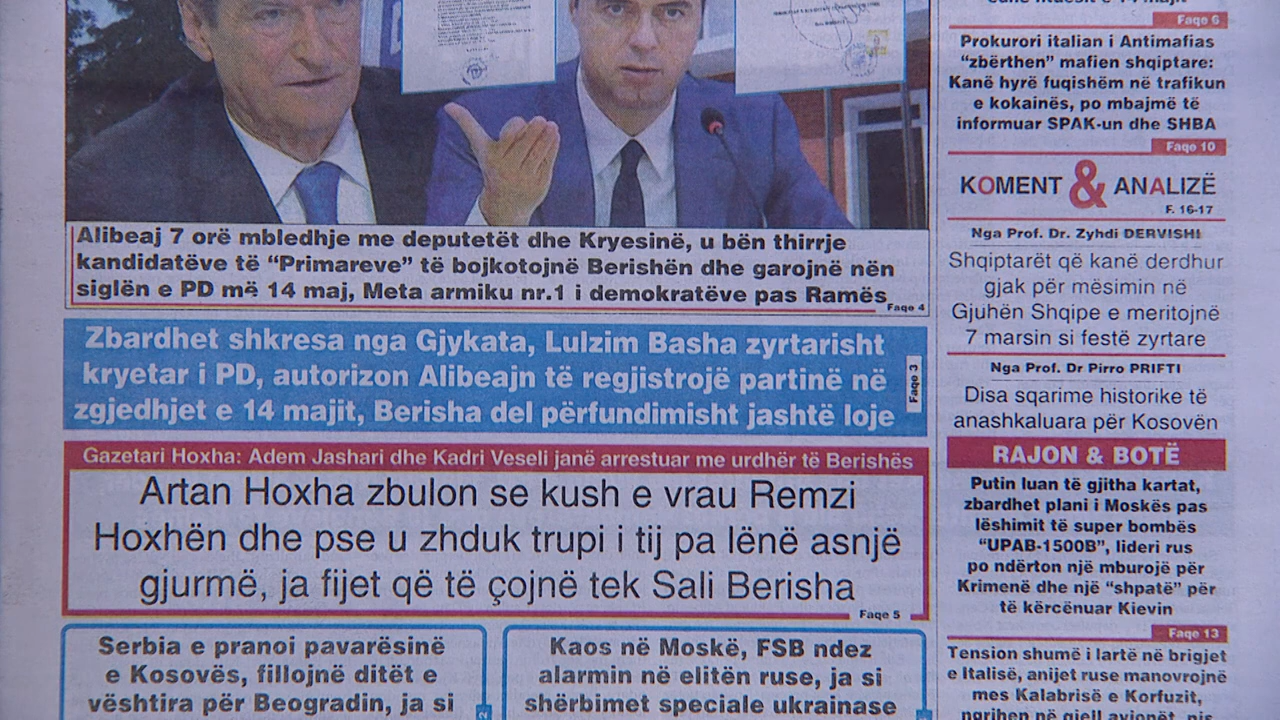 Alibeaj 7 orë mbledhje me deputetët dhe Kryesinë, u bën thirrje
kandidatëve të “Primareve” të bojkotojnë Berishën dhe garojnë nën
siglën e PD më 14 maj, Meta armiku nr.1 i demokratëve pas Ramës
Faqe 4
Zbardhet shkresa nga Gjykata, Lulzim Basha zyrtarisht
kryetar i PD, autorizon Alibeajn të regjistrojë partinë në
zgjedhjet e 14 majit, Berisha del përfundimisht jashtë loje
Faqe 3
Gazetari Hoxha: Adem Jashari dhe Kadri Veseli janë arrestuar me urdhër të Berishës
Artan Hoxha zbulon se kush e vrau Remzi
Hoxhën dhe pse u zhduk trupi i tij pa lënë asnjë
gjurmë, ja fijet që të çojnë tek Sali Berisha
Faqe 5
Serbia e pranoi pavarësinë
e Kosovës, fillojnë ditët e
vështira për Beogradin, ja si
Kaos në Moskë, FSB ndez
alarmin në elitën ruse, ja si
shërbimet speciale ukrainase
Faqe 6
Prokurori italian i Antimafias
“zbërthen” mafien shqiptare:
Kanë hyrë fuqishëm në trafikun
e kokainës, po mbajmë të
informuar SPAK-un dhe SHBA
Faqe 10
KOMENT & ANALIZË
F. 16-17
Nga Prof. Dr. Zyhdi DERVISHI
Shqiptarët që kanë derdhur
gjak për mësimin në
Gjuhën Shqipe e meritojnë
7 marsin si festë zyrtare
Nga Prof. Dr Pirro PRIFTI
Disa sqarime historike të
anashkaluara për Kosovën
RAJON & BOTË
Putin luan të gjitha kartat,
zbardhet plani i Moskës pas
lëshimit të super bombës
“UPAB-1500B”, lideri rus
po ndërton një mburojë për
Krimenë dhe një “shpatë” për
të kërcënuar Kievin
Faqe 13
Tension shumë i lartë në brigjet
e Italisë, anijet ruse manovrojnë
mes Kalabrisë e Korfuzit,